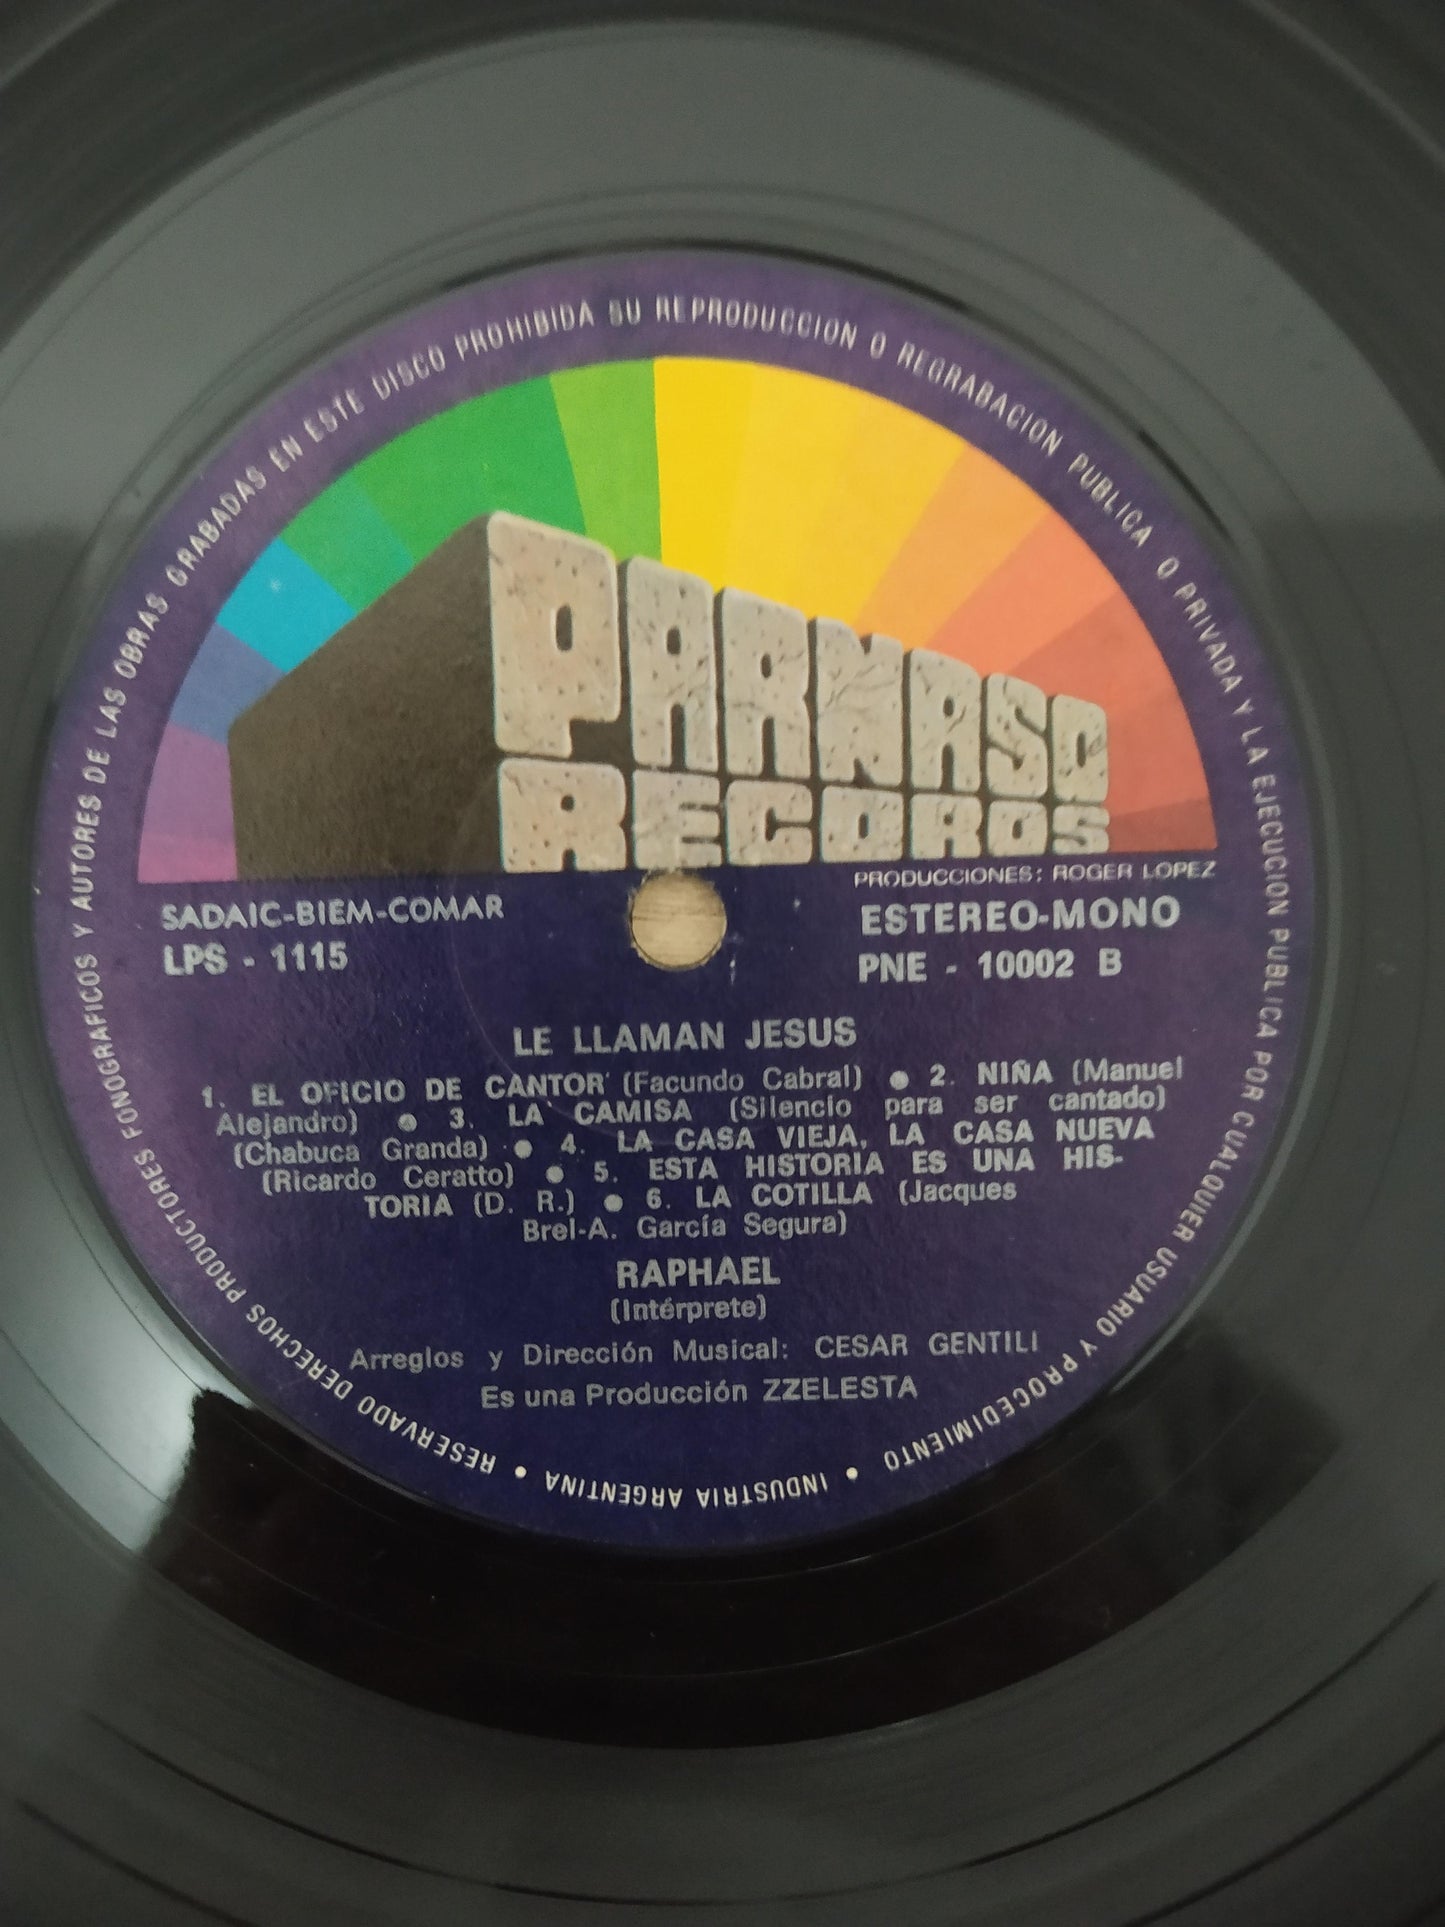 RESERVADO DERECHOS PRODUCTORES FONOGRAFICOS Y AUTORES DE LAS OBRAS GRABADAS EN ESTE DISCO PROHIBIDA SU REPRODUCCION O REGRABACION PUBLICA O PRIVADA Y LA EJECUCION PUBLICA POR CUALQUIER USUARIO Y PROCEDIMIENTO • INDUSTRIA ARGENTINA •
PARNASO
RECORDS
PRODUCCIONES: ROGER LOPEZ
SADAIC-BIEM-COMAR
LPS - 1115
ESTEREO-MONO
PNE - 10002 B
LE LLAMAN JESUS
1. EL OFICIO DE CANTOR (Facundo Cabral) ● 2. NIÑA (Manuel
Alejandro) ● 3. LA CAMISA (Silencio para ser cantado)
(Chabuca Granda) ● 4. LA CASA VIEJA, LA CASA NUEVA
(Ricardo Ceratto) ● 5. ESTA HISTORIA ES UNA HIS-
TORIA (D. R.) ● 6. LA COTILLA (Jacques
Brel-A. García Segura)
RAPHAEL
(Intérprete)
Arreglos y Dirección Musical: CESAR GENTILI
Es una Producción ZZELESTA